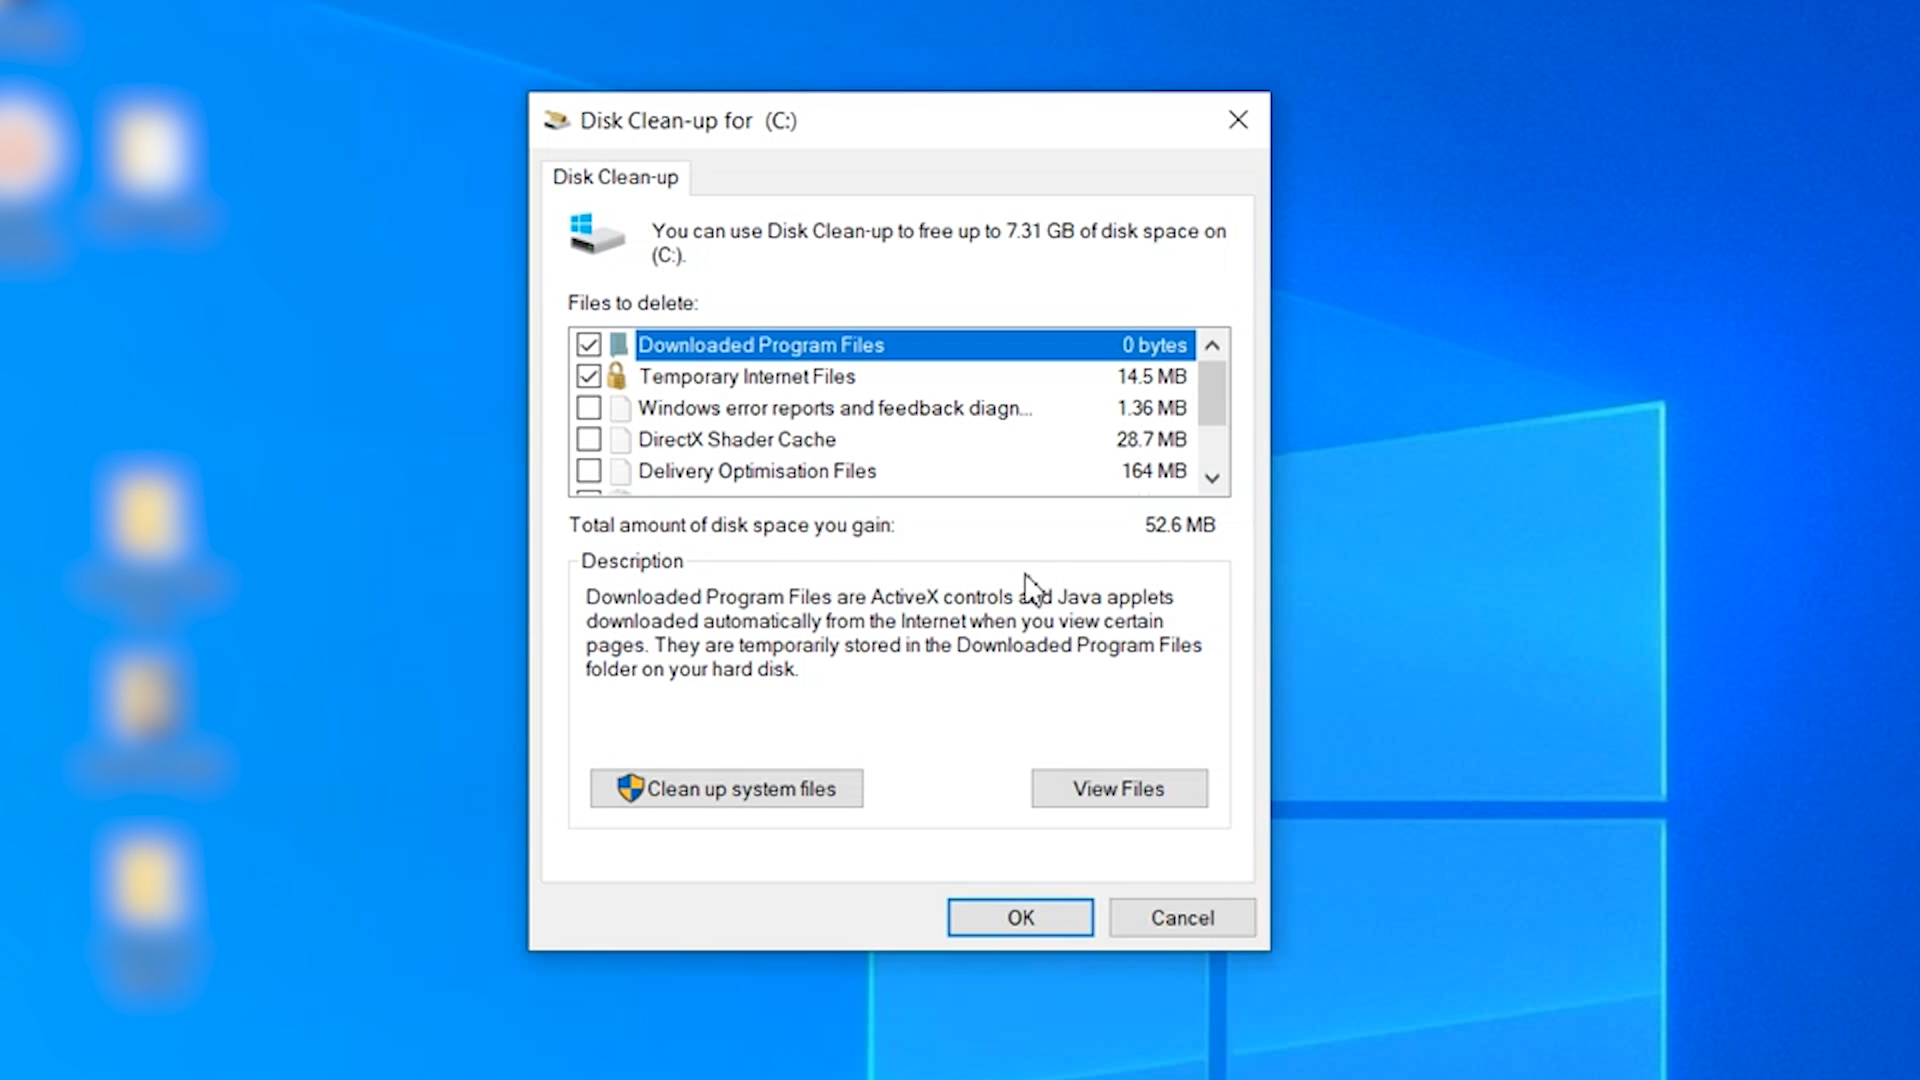 Disk Clean-up for (C:)
Disk Clean-up
You can use Disk Clean-up to free up to 7.31 GB of disk space on
(C:).
Files to delete:
Downloaded Program Files 0 bytes
Temporary Internet Files 14.5 MB
Windows error reports and feedback diagn... 1.36 MB
DirectX Shader Cache 28.7 MB
Delivery Optimisation Files 164 MB
Total amount of disk space you gain: 52.6 MB
Description
Downloaded Program Files are ActiveX controls and Java applets
downloaded automatically from the Internet when you view certain
pages. They are temporarily stored in the Downloaded Program Files
folder on your hard disk.
Clean up system files
View Files
OK
Cancel